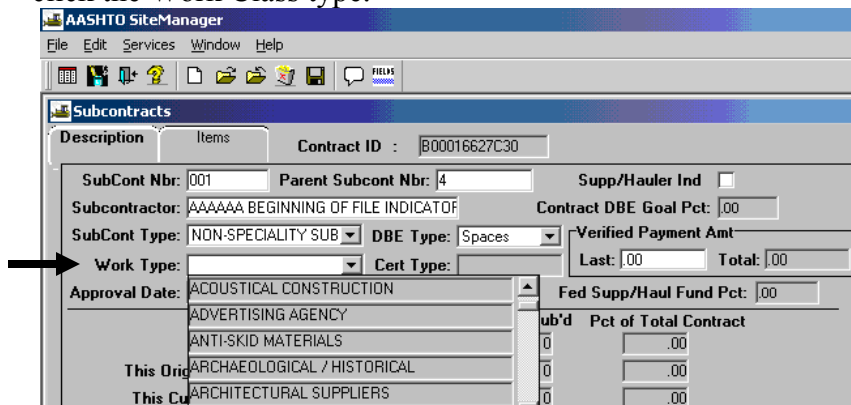 AASHTO SiteManager
File Edit Services Window Help
FIELDS
Subcontracts
Description Items Contract ID : B00016627C30
SubCont Nbr: 001 Parent Subcont Nbr: 4 Supp/Hauler Ind
Subcontractor: AAAAAA BEGINNING OF FILE INDICATOR Contract DBE Goal Pct: .00
SubCont Type: NON-SPECIALITY SUB DBE Type: Spaces Verified Payment Amt
Work Type: Cert Type: Last: .00 Total: .00
Approval Date: ACOUSTICAL CONSTRUCTION Fed Supp/Haul Fund Pct: .00
ADVERTISING AGENCY ub'd Pct of Total Contract
ANTI-SKID MATERIALS 0 .00
This Orig ARCHAEOLOGICAL / HISTORICAL 0 .00
This Cu ARCHITECTURAL SUPPLIERS 0 .00